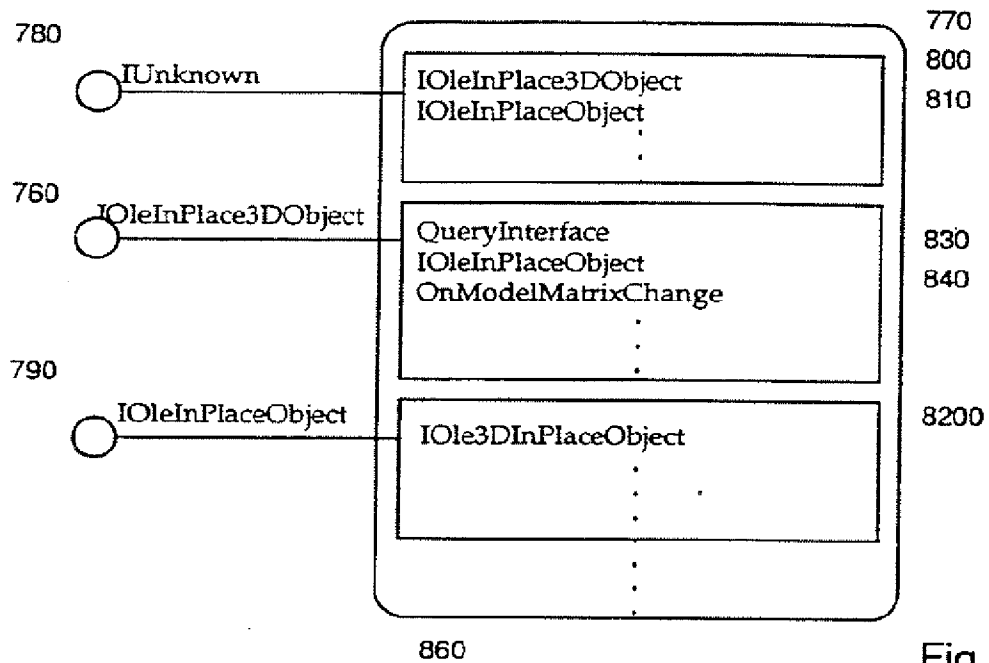 770
780
800
IUnknown
IOleInPlace3DObject
810
IOleInPlaceObject
760
IOleInPlace3DObject
QueryInterface
830
IOleInPlaceObject
840
OnModelMatrixChange
790
IOleInPlaceObject
8200
IOle3DInPlaceObject
860
Fig